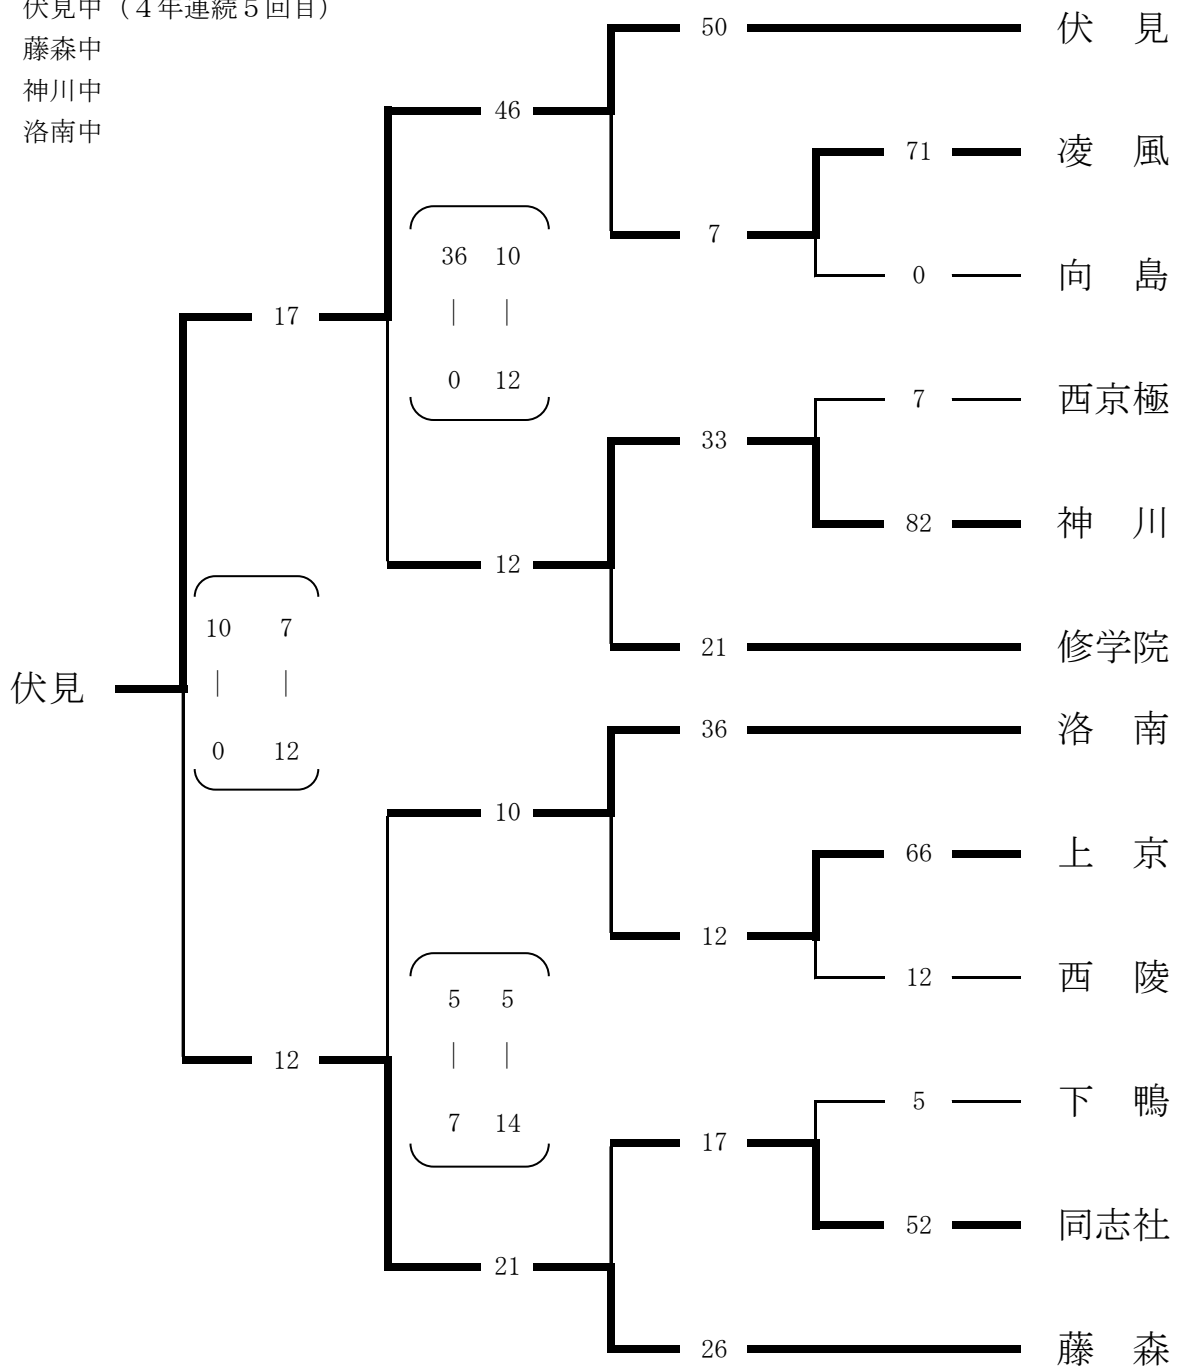 伏見中（４年連続５回目）
50
伏　見
藤森中
神川中
46
洛南中
71
凌　風
7
36 10
0
向　島
17
｜ ｜
0 12
7
西京極
33
82
神　川
12
10 7
21
修学院
伏見
｜ ｜
36
洛　南
0 12
10
66
上　京
12
12
西　陵
5 5
12
｜ ｜
5
下　鴨
7 14
17
52
同志社
21
26
藤　森